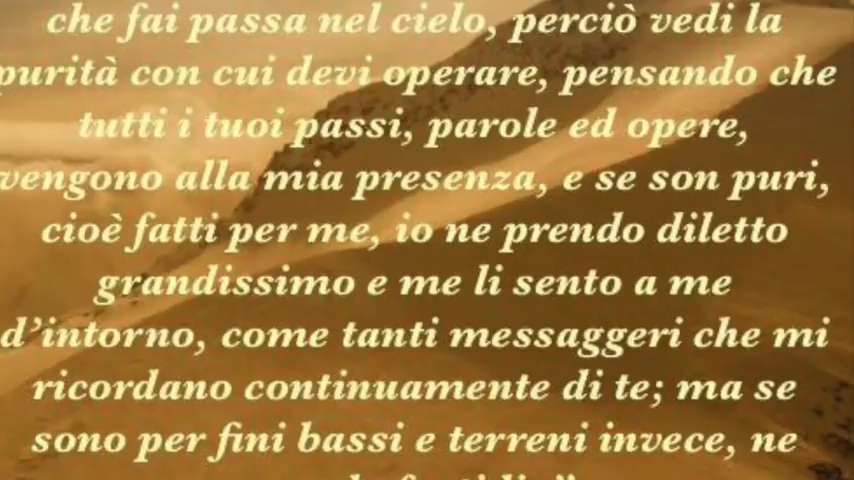 che fai passa nel cielo, perciò vedi la
purità con cui devi operare, pensando che
tutti i tuoi passi, parole ed opere,
vengono alla mia presenza, e se son puri,
cioè fatti per me, io ne prendo diletto
grandissimo e me li sento a me
d’intorno, come tanti messaggeri che mi
ricordano continuamente di te; ma se
sono per fini bassi e terreni invece, ne